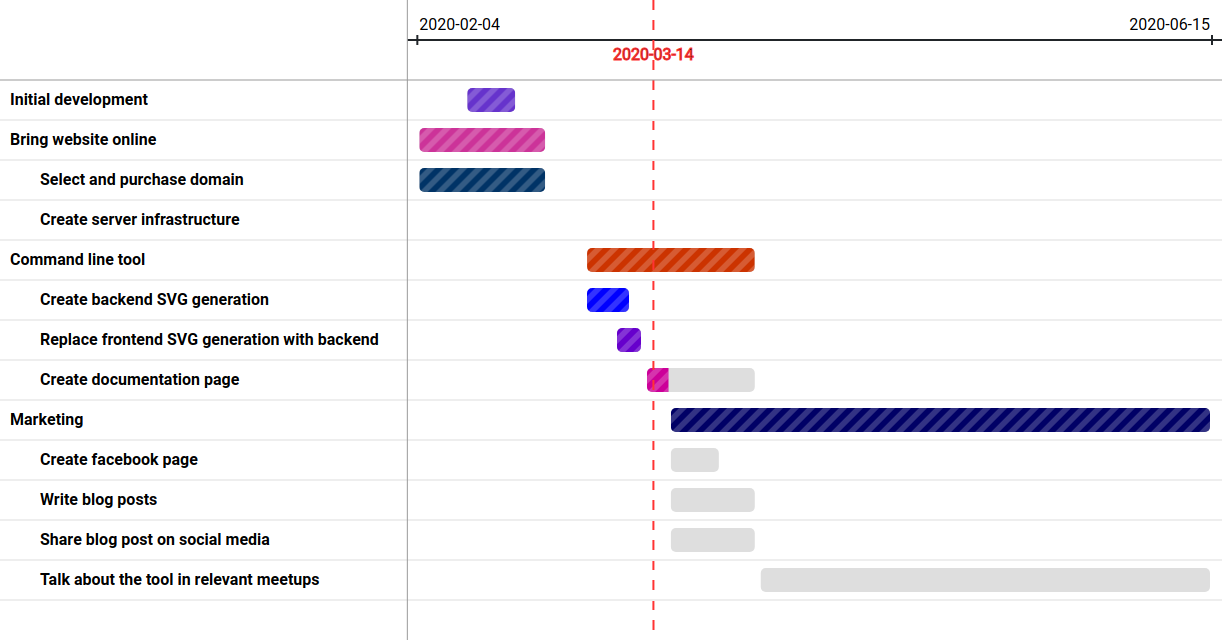 2020-02-04
2020-06-15
2020-03-14
Initial development
Bring website online
Select and purchase domain
Create server infrastructure
Command line tool
Create backend SVG generation
Replace frontend SVG generation with backend
Create documentation page
Marketing
Create facebook page
Write blog posts
Share blog post on social media
Talk about the tool in relevant meetups